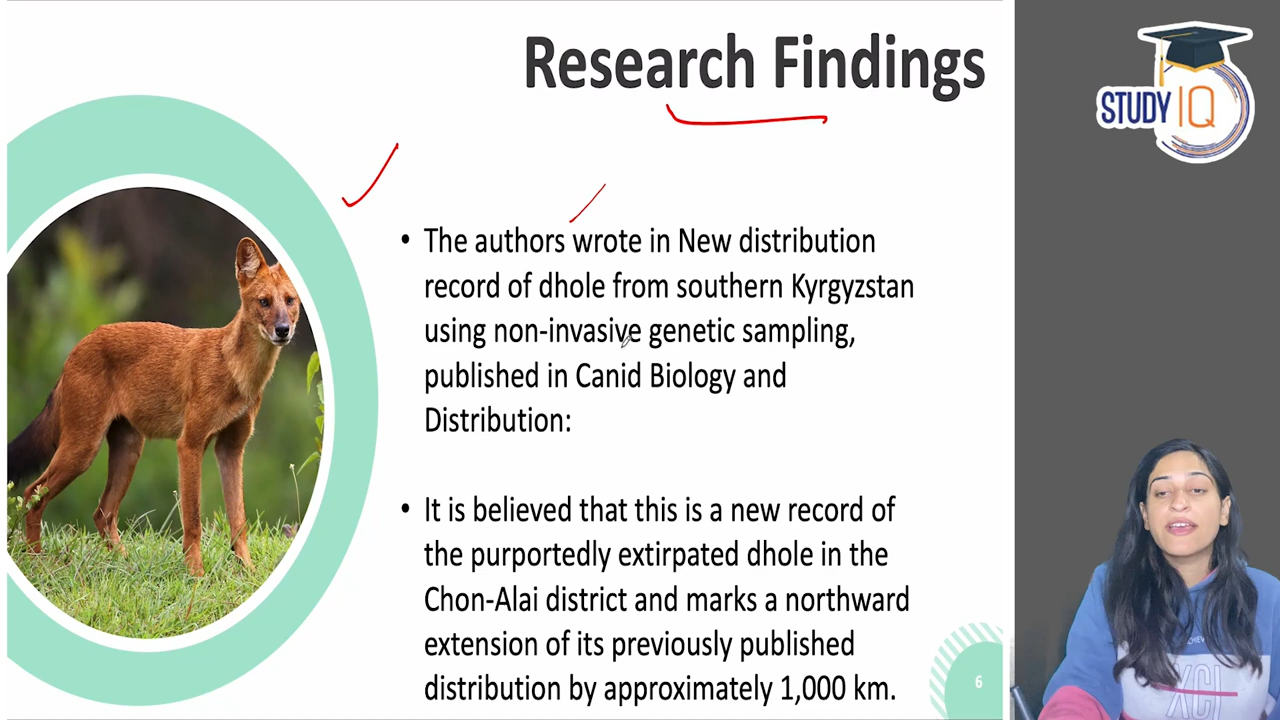 Research Findings
STUDY IQ
• The authors wrote in New distribution
record of dhole from southern Kyrgyzstan
using non-invasive genetic sampling,
published in Canid Biology and
Distribution:
• It is believed that this is a new record of
the purportedly extirpated dhole in the
Chon-Alai district and marks a northward
extension of its previously published
distribution by approximately 1,000 km.
6